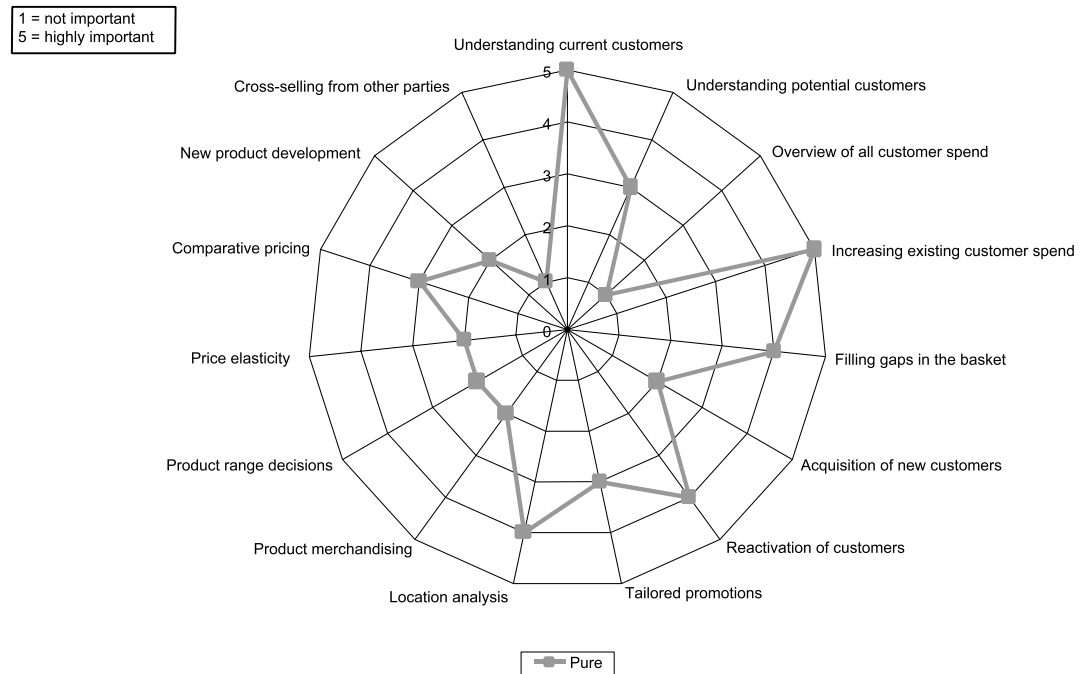 1 = not important
5 = highly important
Understanding current customers
Cross-selling from other parties
Understanding potential customers
New product development
Overview of all customer spend
Comparative pricing
Increasing existing customer spend
Price elasticity
Filling gaps in the basket
Product range decisions
Acquisition of new customers
Product merchandising
Reactivation of customers
Location analysis
Tailored promotions
5
4
3
2
1
0
Pure